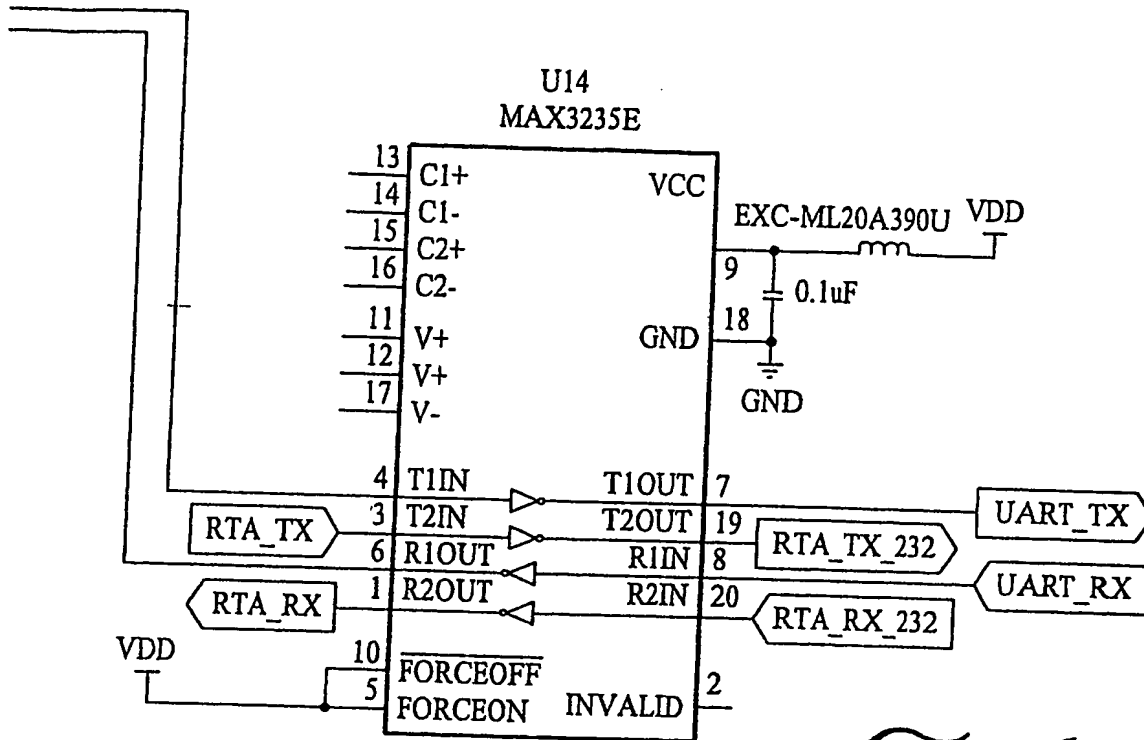 U14
MAX3235E
13 C1+ VCC
14 C1-
EXC-ML20A390U VDD
15 C2+
16 C2- 9
0.1uF
11 V+ GND 18
12 V+
17 V- GND
4 T1IN T1OUT 7
UART_TX
RTA_TX 3 T2IN T2OUT 19
RTA_TX_232
6 R1OUT R1IN 8
UART_RX
RTA_RX 1 R2OUT R2IN 20
RTA_RX_232
VDD
10 FORCEOFF
5 FORCEON INVALID 2